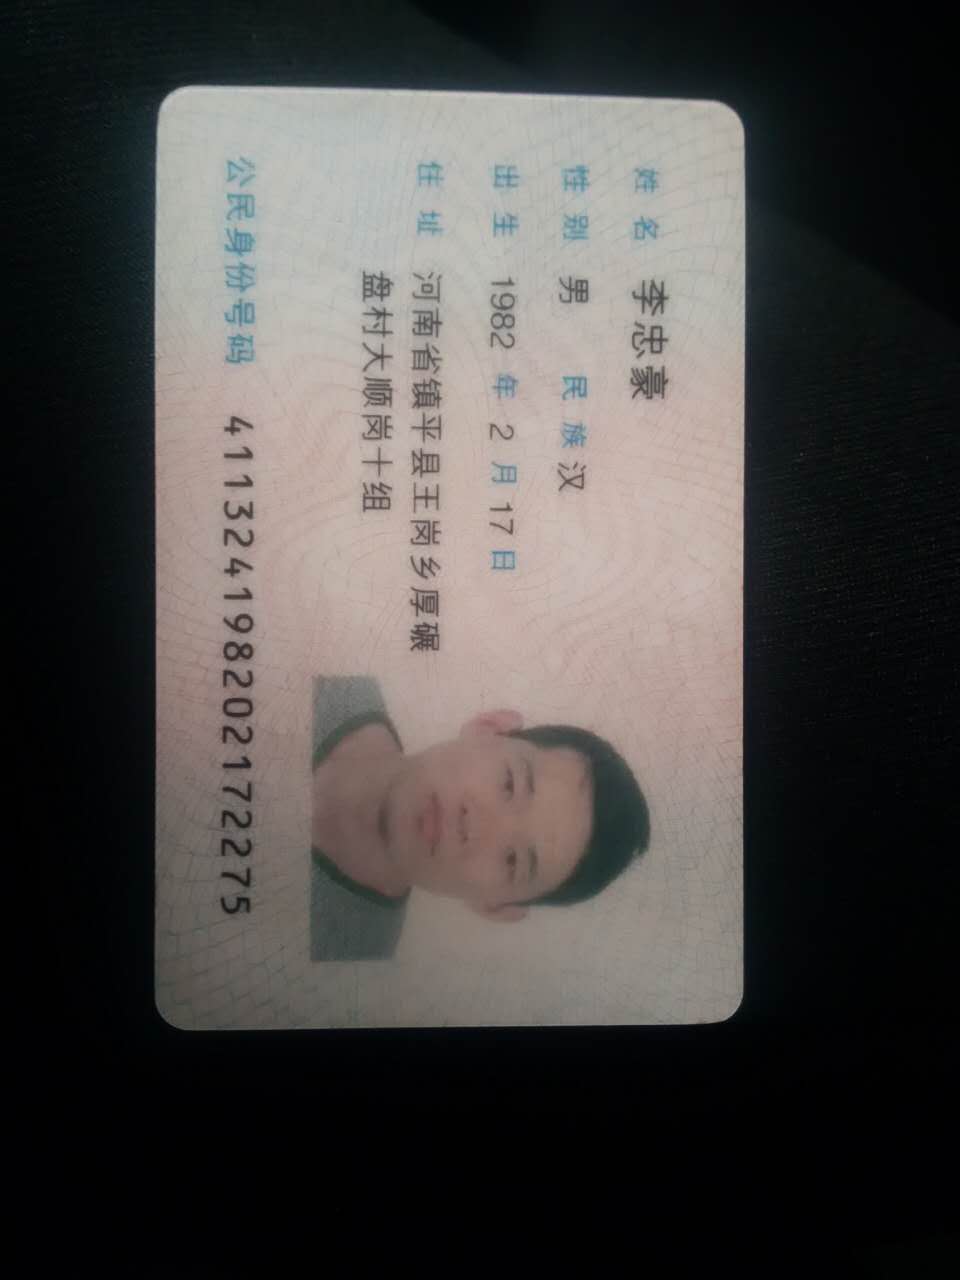 姓名 李忠豪
性别 男 民族 汉
出生 1982 年 2 月 17 日
住址 河南省镇平县王岗乡厚碾
盘村大顺岗十组
公民身份号码 411324198202172275